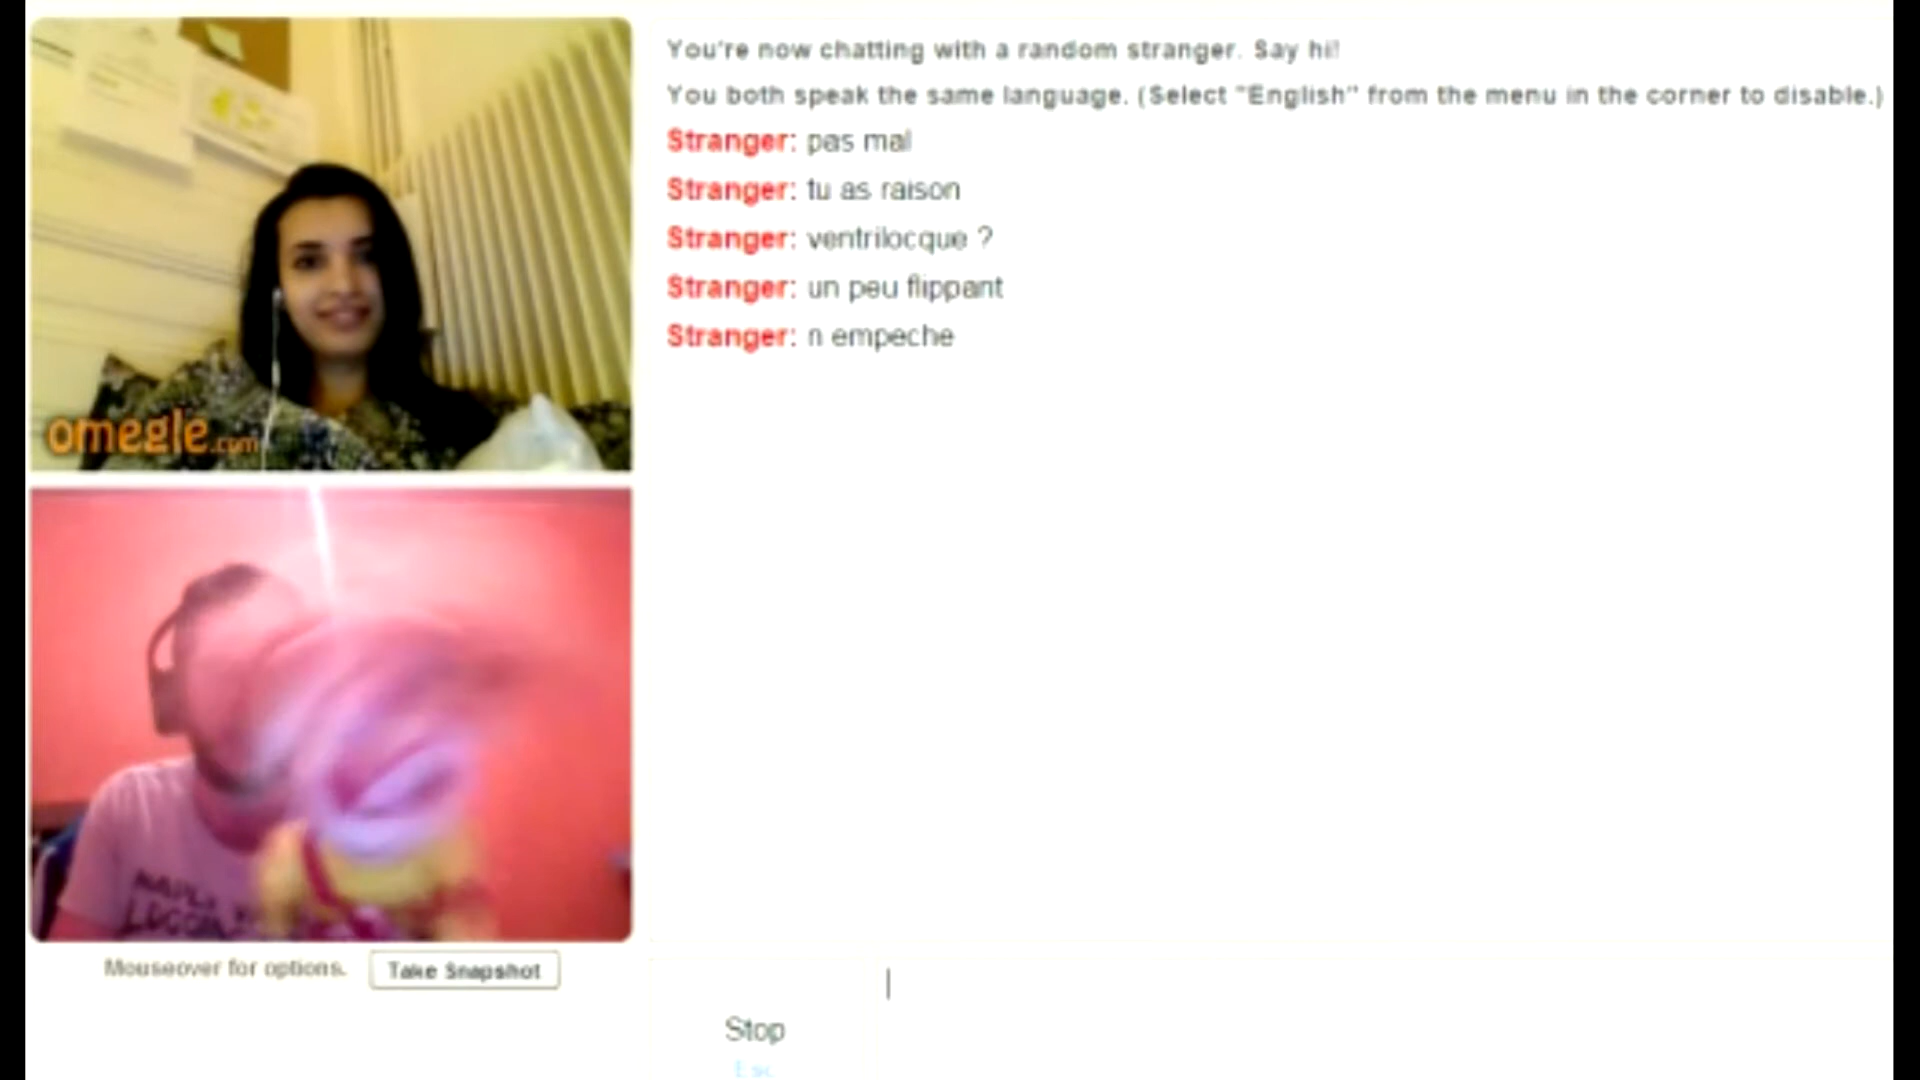 You're now chatting with a random stranger. Say hi!
You both speak the same language. (Select "English" from the menu in the corner to disable.)
Stranger: pas mal
Stranger: tu as raison
Stranger: ventrilocque ?
Stranger: un peu flippant
Stranger: n empeche
omegle.com
Mouseover for options.
Take Snapshot
Stop
Esc